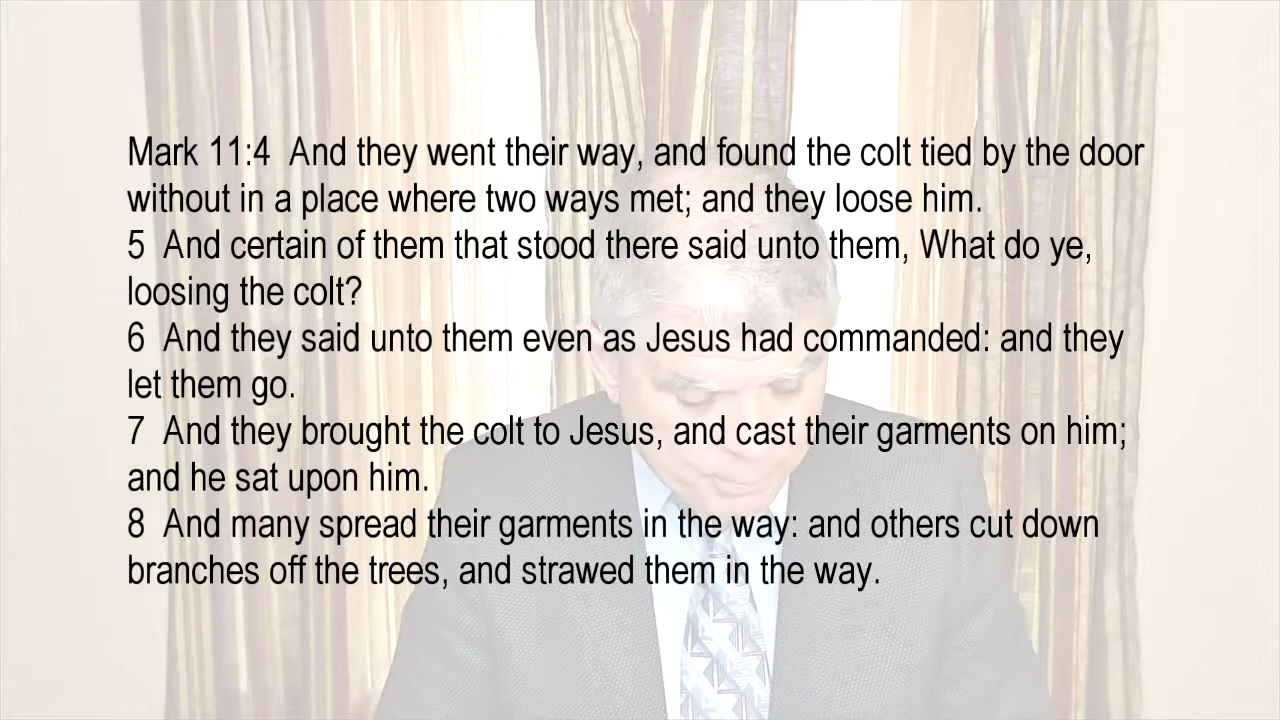 Mark 11:4  And they went their way, and found the colt tied by the door
without in a place where two ways met; and they loose him.
5  And certain of them that stood there said unto them, What do ye,
loosing the colt?
6  And they said unto them even as Jesus had commanded: and they
let them go.
7  And they brought the colt to Jesus, and cast their garments on him;
and he sat upon him.
8  And many spread their garments in the way: and others cut down
branches off the trees, and strawed them in the way.